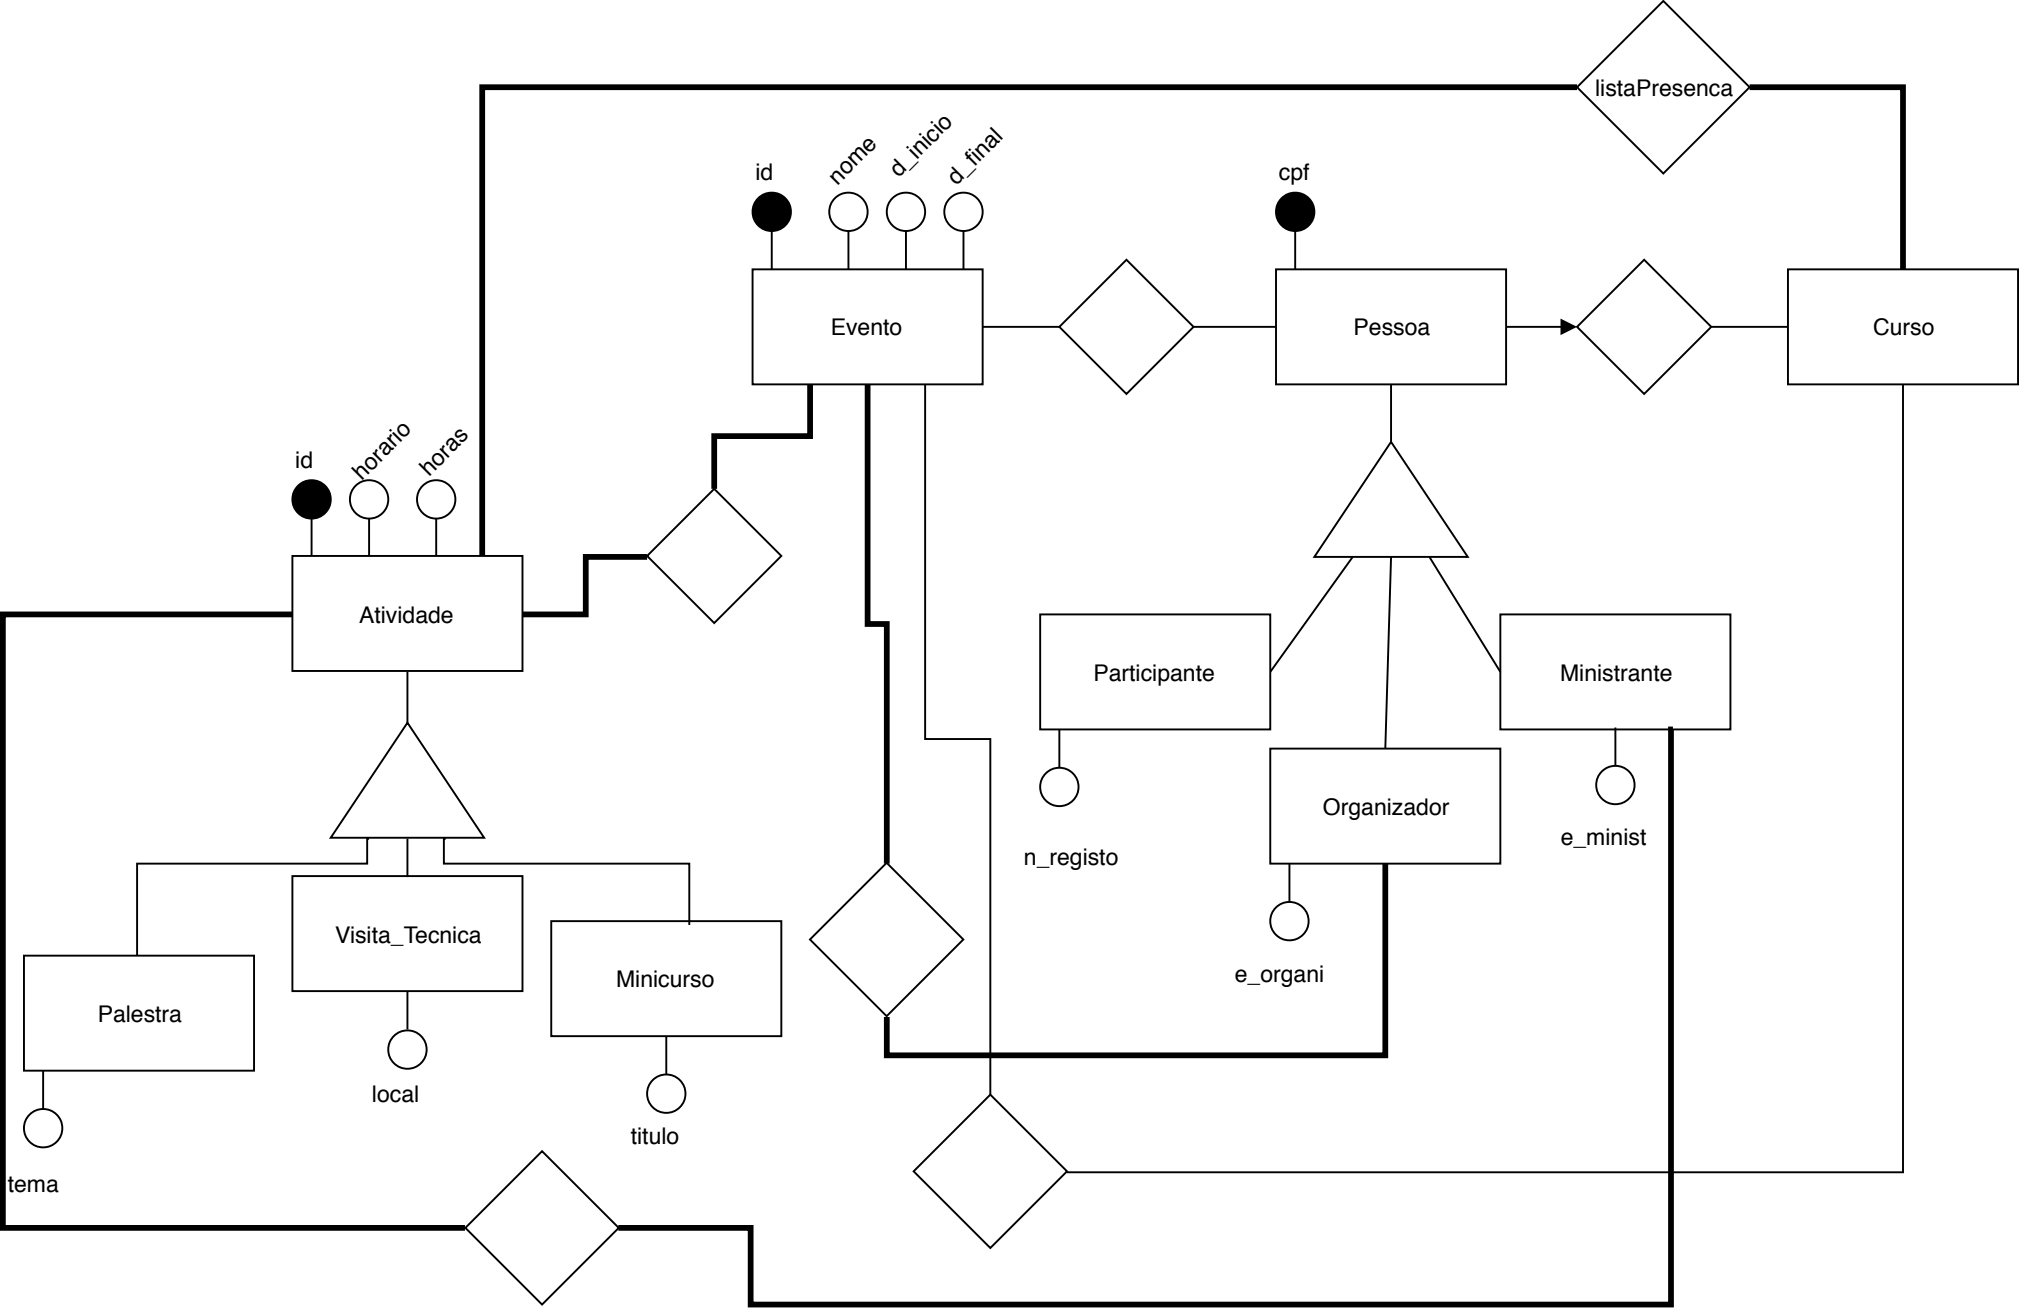 listaPresenca
id
nome
d_inicio
d_final
cpf
Evento
Pessoa
Curso
id
horario
horas
Atividade
Participante
Ministrante
Organizador
n_registo
e_minist
e_organi
Visita_Tecnica
Minicurso
Palestra
local
titulo
tema